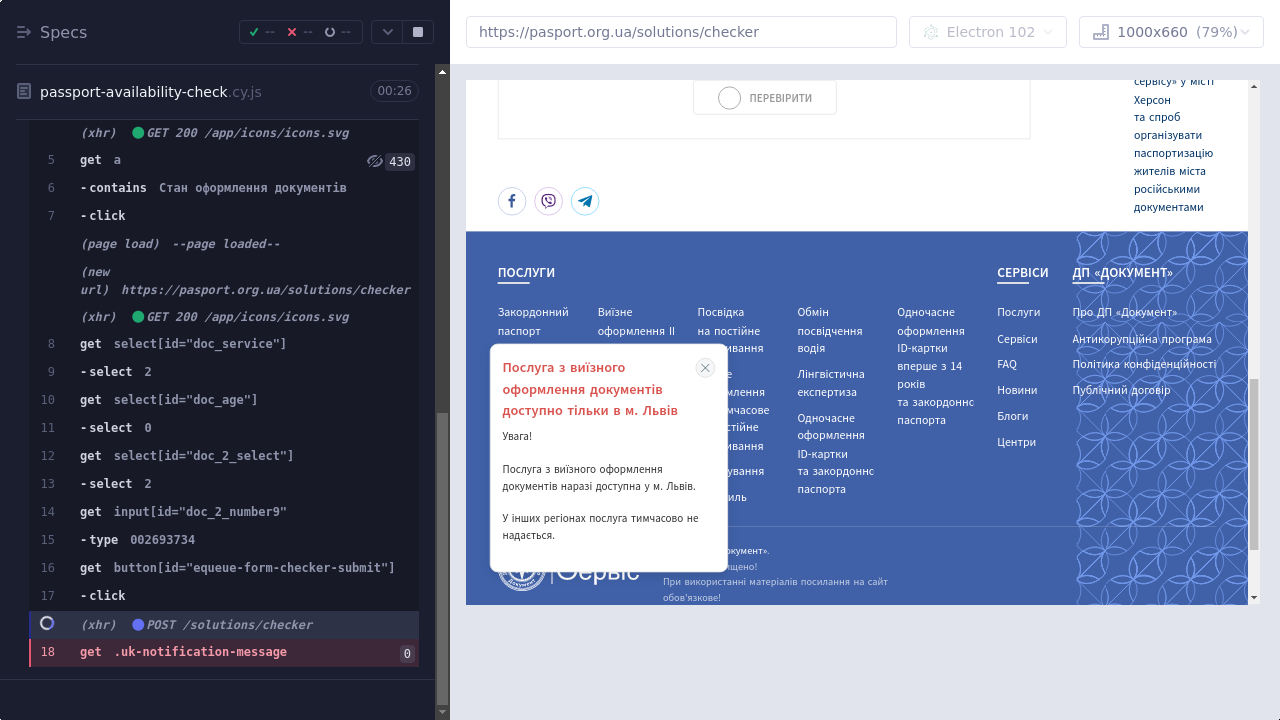 Specs
--
--
--
https://pasport.org.ua/solutions/checker
Electron 102
1000x660 (79%)
passport-availability-check.cy.js
00:26
(xhr) GET 200 /app/icons/icons.svg
5 get a 430
6 -contains Стан оформлення документів
7 -click
(page load) --page loaded--
(new
url) https://pasport.org.ua/solutions/checker
(xhr) GET 200 /app/icons/icons.svg
8 get select[id="doc_service"]
9 -select 2
10 get select[id="doc_age"]
11 -select 0
12 get select[id="doc_2_select"]
13 -select 2
14 get input[id="doc_2_number9"
15 -type 002693734
16 get button[id="equeue-form-checker-submit"]
17 -click
(xhr) POST /solutions/checker
18 get .uk-notification-message 0
ПЕРЕВІРИТИ
сервісу» у місті
Херсон
та спроб
організувати
паспортизацію
жителів міста
російськими
документами
ПОСЛУГИ
Закордонний
паспорт
Виїзне
оформлення ІІ
Посвідка
на постійне
ивання
е
млення
мчасове
стійне
ивання
ування
иль
Обмін
посвідчення
водія
Лінгвістична
експертиза
Одночасне
оформлення
ID-картки
та закордонс
паспорта
Одночасне
оформлення
ID-картки
вперше з 14
років
та закордонс
паспорта
СЕРВІСИ
Послуги
Сервіси
FAQ
Новини
Блоги
Центри
ДП «ДОКУМЕНТ»
Про ДП «Документ»
Антикорупційна програма
Політика конфіденційності
Публічний договір
Послуга з виїзного
оформлення документів
доступно тільки в м. Львів
Увага!
Послуга з виїзного оформлення
документів наразі доступна у м. Львів.
У інших регіонах послуга тимчасово не
надається.
окумент».
ищено!
При використанні матеріалів посилання на сайт
обов'язкове!